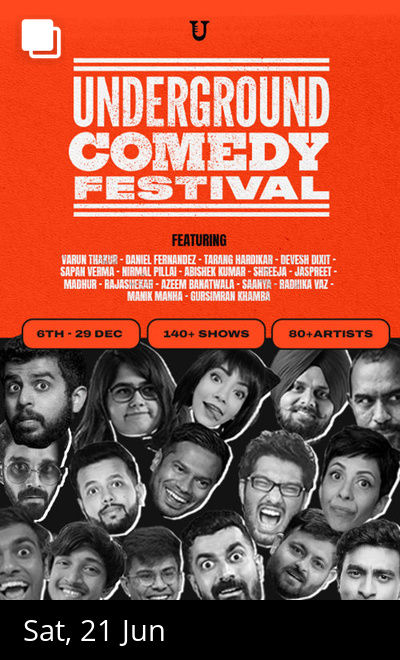 U
UNDERGROUND
COMEDY
FESTIVAL
FEATURING
VARUN THAKUR - DANIEL FERNANDEZ - TARANG HARDIKAR - DEVESH DIXIT -
SAPAN VERMA - NIRMAL PILLAI - ABISHEK KUMAR - SHREEJA - JASPREET -
MADHUR - RAJASHEKAR - AZEEM BANATWALA - SAANYA - RADHIKA VAZ -
MANIK MAHNA - GURSIMRAN KHAMBA
6TH - 29 DEC
140+ SHOWS
80+ARTISTS
Sat, 21 Jun